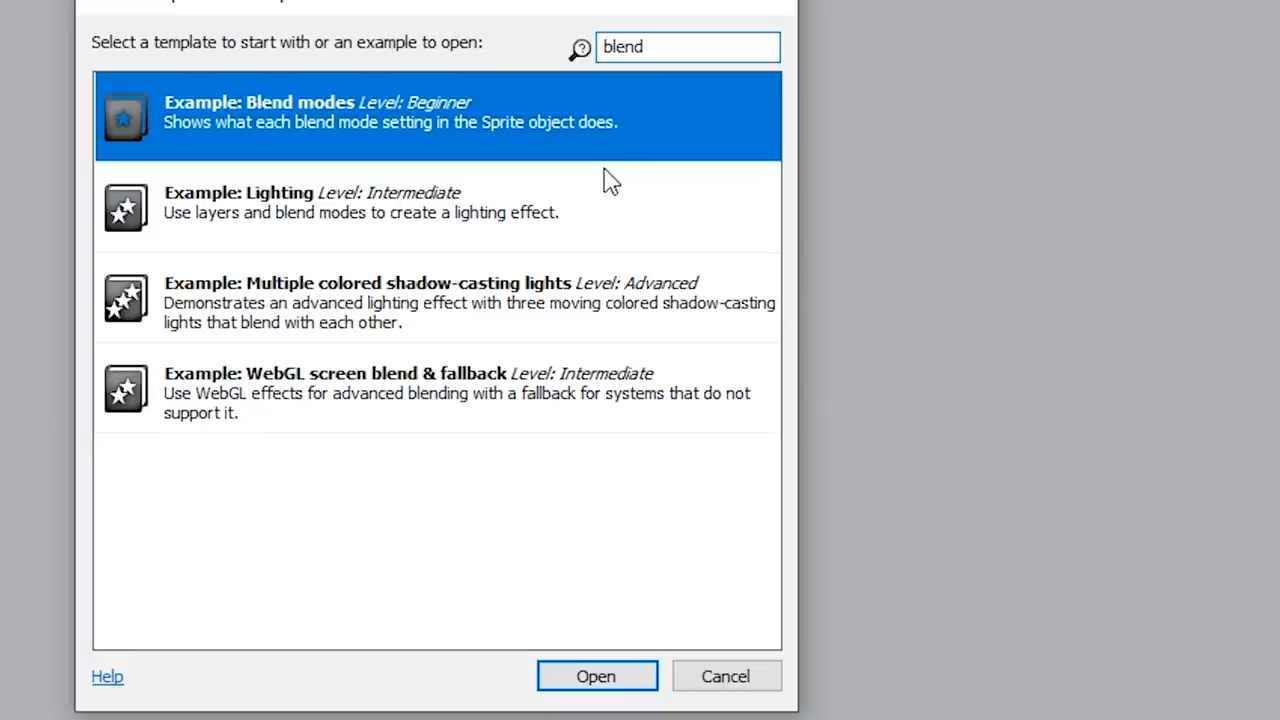 Select a template to start with or an example to open:
blend
Example: Blend modes Level: Beginner
Shows what each blend mode setting in the Sprite object does.
Example: Lighting Level: Intermediate
Use layers and blend modes to create a lighting effect.
Example: Multiple colored shadow-casting lights Level: Advanced
Demonstrates an advanced lighting effect with three moving colored shadow-casting
lights that blend with each other.
Example: WebGL screen blend & fallback Level: Intermediate
Use WebGL effects for advanced blending with a fallback for systems that do not
support it.
Help
Open
Cancel